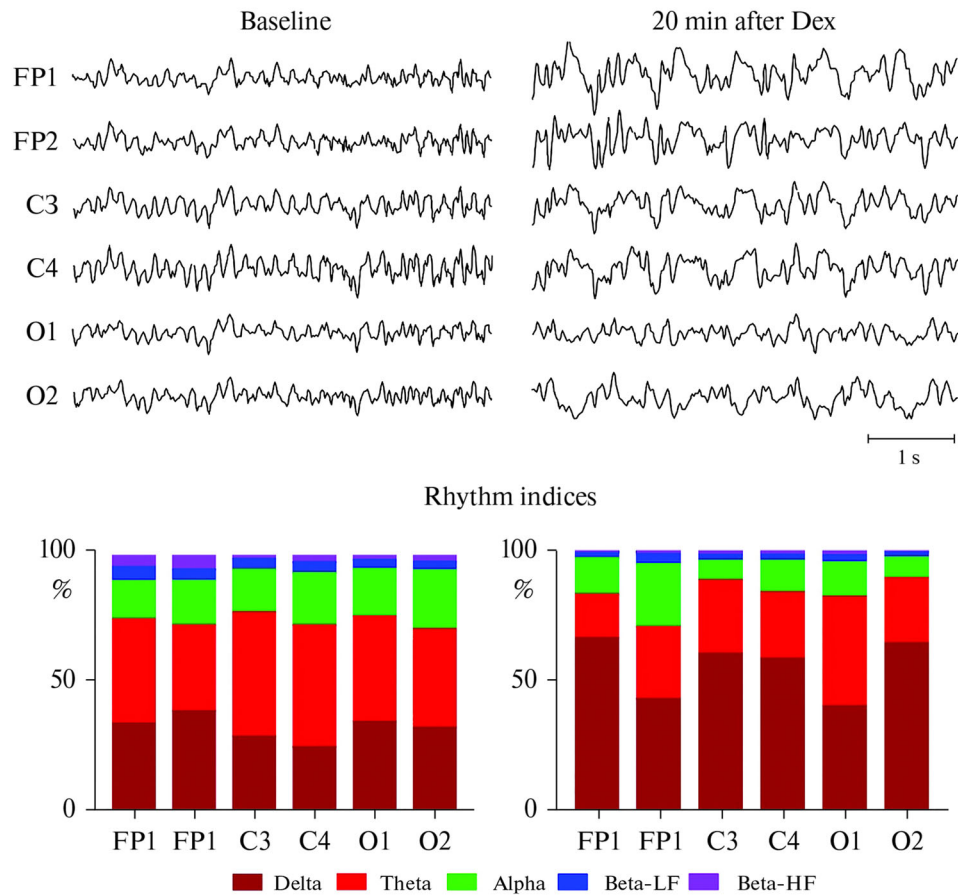 Baseline
20 min after Dex
FP1
FP2
C3
C4
O1
O2
1 s
Rhythm indices
100
%
50
0
FP1 FP1 C3 C4 O1 O2
100
%
50
0
FP1 FP1 C3 C4 O1 O2
Delta Theta Alpha Beta-LF Beta-HF